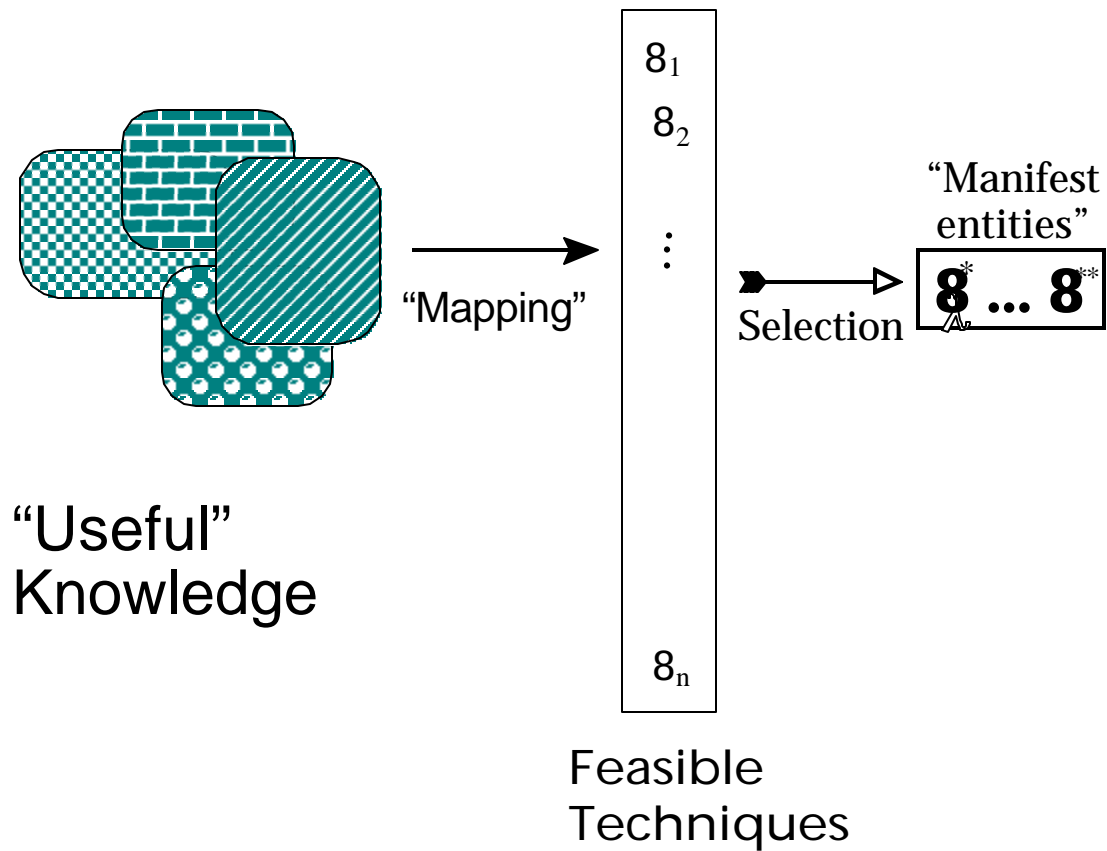 “Useful”
Knowledge
“Mapping”
8₁
8₂
⋮
8ₙ
Feasible
Techniques
Selection
“Manifest
entities”
8* ... 8**